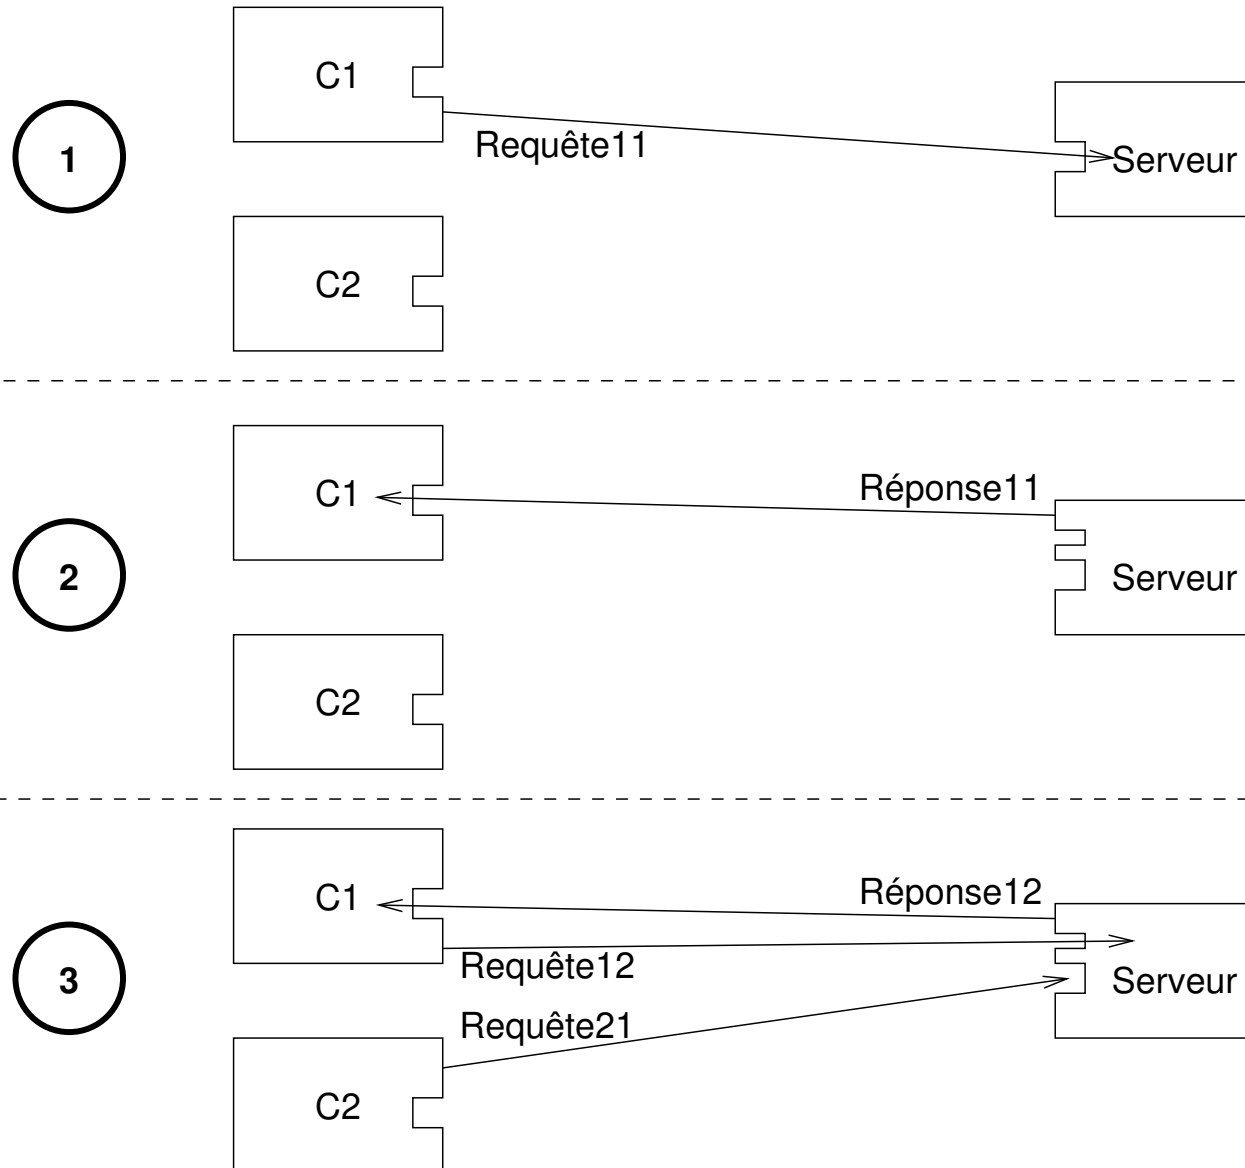 C1
1
Requête11
Serveur
C2
C1
Réponse11
2
Serveur
C2
C1
Réponse12
3
Requête12
Serveur
Requête21
C2